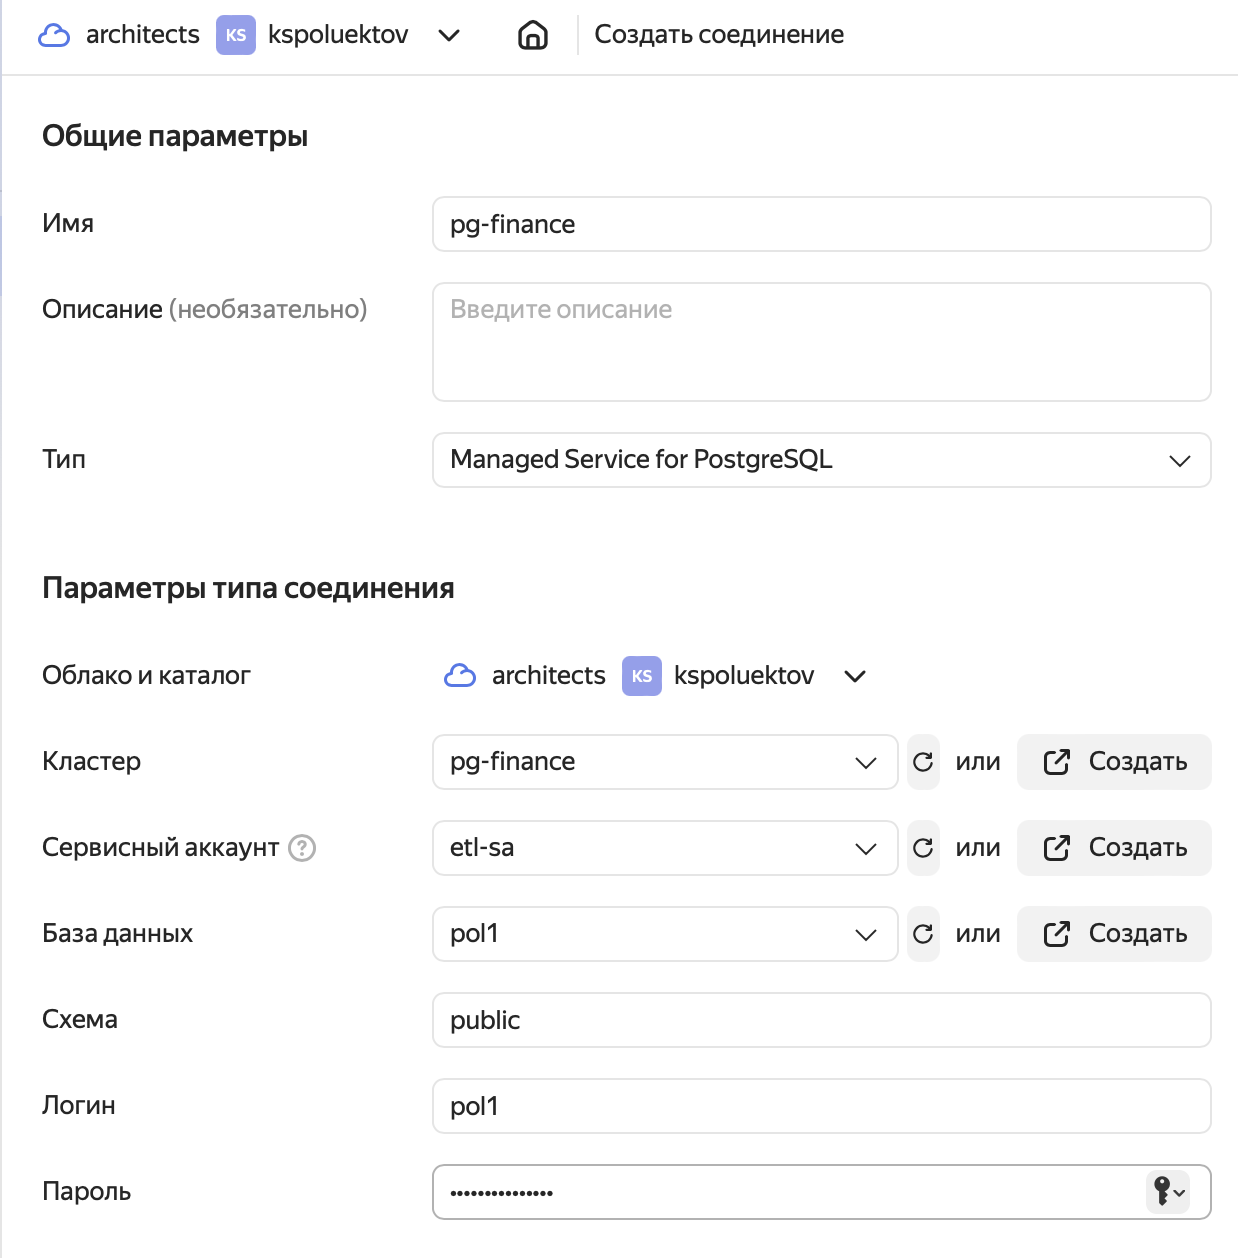 architects KS kspoluektov Создать соединение
Общие параметры
Имя pg-finance
Описание (необязательно) Введите описание
Тип Managed Service for PostgreSQL
Параметры типа соединения
Облако и каталог architects KS kspoluektov
Кластер pg-finance или Создать
Сервисный аккаунт ? etl-sa или Создать
База данных pol1 или Создать
Схема public
Логин pol1
Пароль •••••••••••••••